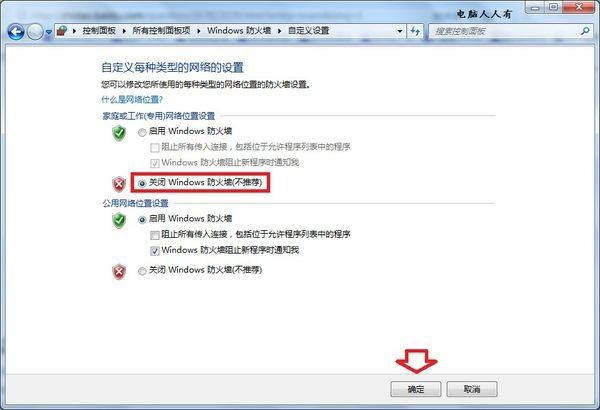 电脑人人有
控制面板 ▸ 所有控制面板项 ▸ Windows 防火墙 ▸ 自定义设置
搜索控制面板
自定义每种类型的网络的设置
您可以修改您所使用的每种类型的网络位置的防火墙设置。
什么是网络位置?
家庭或工作(专用)网络位置设置
启用 Windows 防火墙
阻止所有传入连接，包括位于允许程序列表中的程序
Windows 防火墙阻止新程序时通知我
关闭 Windows 防火墙(不推荐)
公用网络位置设置
启用 Windows 防火墙
阻止所有传入连接，包括位于允许程序列表中的程序
Windows 防火墙阻止新程序时通知我
关闭 Windows 防火墙(不推荐)
确定
取消